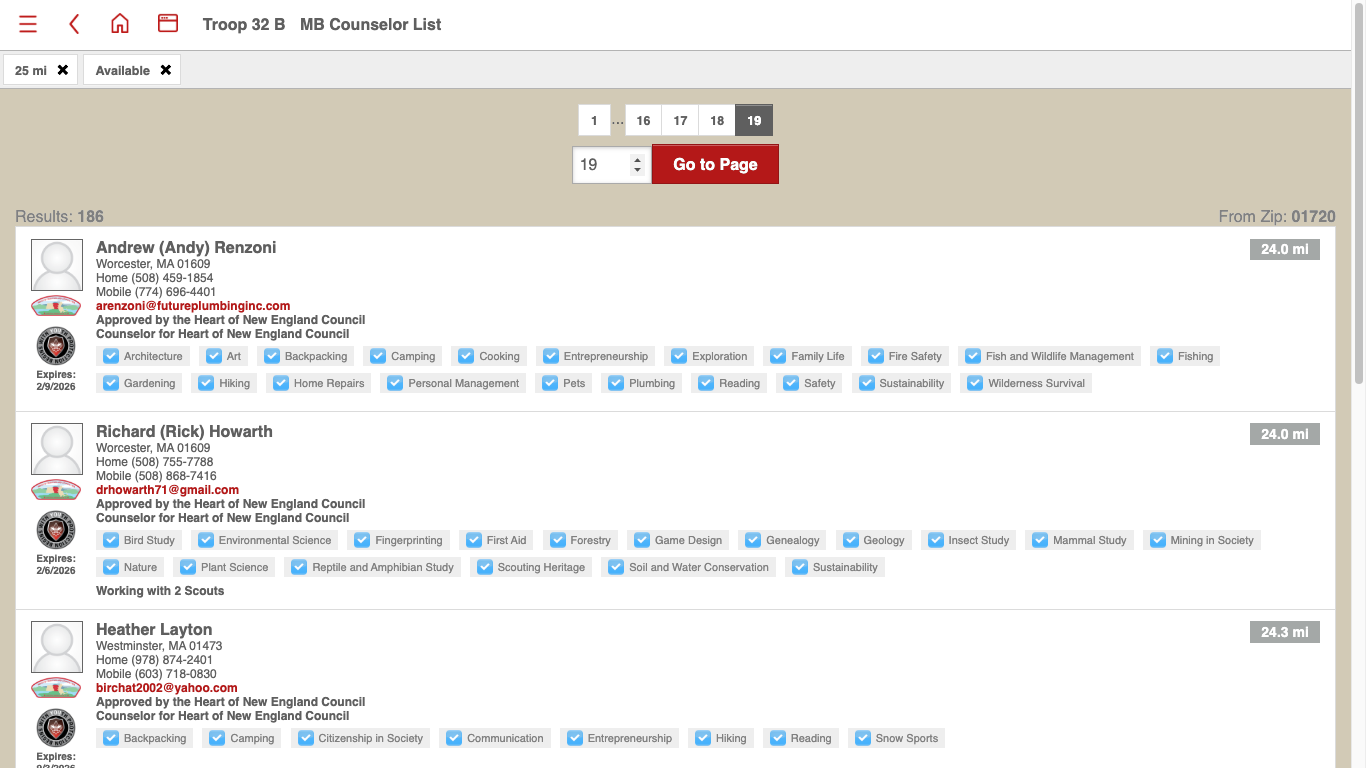 Troop 32 B MB Counselor List
25 mi ✖ Available ✖
1 ... 16 17 18 19
19 Go to Page
Results: 186 From Zip: 01720
Andrew (Andy) Renzoni 24.0 mi
Worcester, MA 01609
Home (508) 459-1854
Mobile (774) 696-4401
arenzoni@futureplumbinginc.com
Approved by the Heart of New England Council
Counselor for Heart of New England Council
Expires:
2/9/2026
Architecture Art Backpacking Camping Cooking Entrepreneurship Exploration Family Life Fire Safety Fish and Wildlife Management Fishing
Gardening Hiking Home Repairs Personal Management Pets Plumbing Reading Safety Sustainability Wilderness Survival
Richard (Rick) Howarth 24.0 mi
Worcester, MA 01609
Home (508) 755-7788
Mobile (508) 868-7416
drhowarth71@gmail.com
Approved by the Heart of New England Council
Counselor for Heart of New England Council
Expires:
2/6/2026
Bird Study Environmental Science Fingerprinting First Aid Forestry Game Design Genealogy Geology Insect Study Mammal Study Mining in Society
Nature Plant Science Reptile and Amphibian Study Scouting Heritage Soil and Water Conservation Sustainability
Working with 2 Scouts
Heather Layton 24.3 mi
Westminster, MA 01473
Home (978) 874-2401
Mobile (603) 718-0830
birchat2002@yahoo.com
Approved by the Heart of New England Council
Counselor for Heart of New England Council
Backpacking Camping Citizenship in Society Communication Entrepreneurship Hiking Reading Snow Sports
Expires: